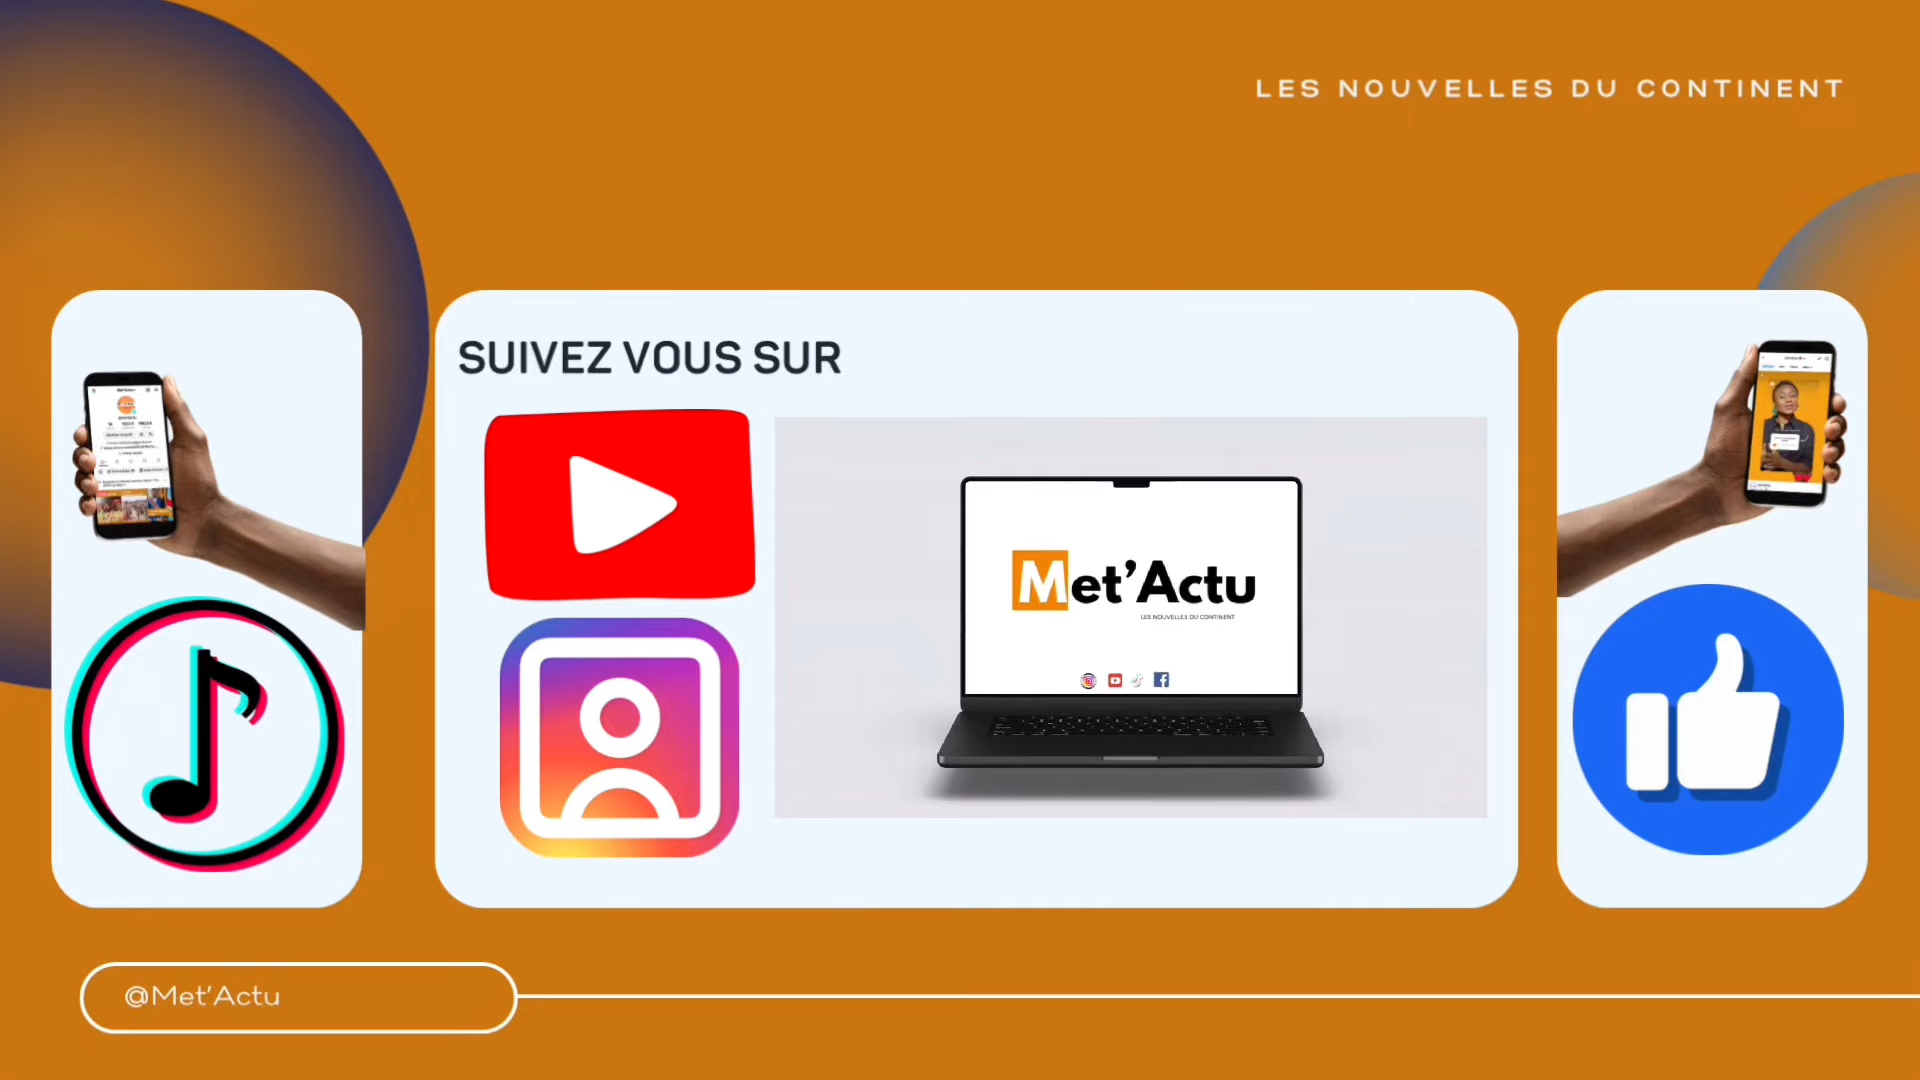 LES NOUVELLES DU CONTINENT
SUIVEZ VOUS SUR
Met'Actu
LES NOUVELLES DU CONTINENT
@Met'Actu